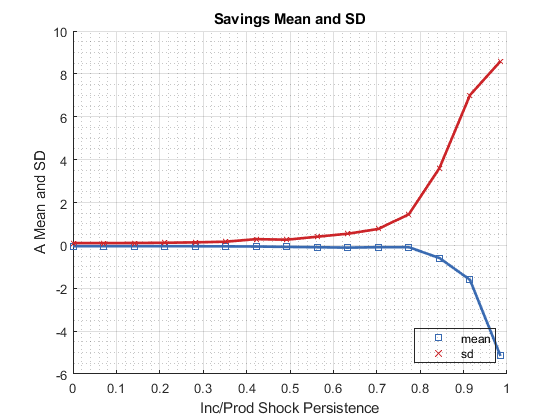 Savings Mean and SD
10
8
6
4
2
0
-2
-4
-6
A Mean and SD
0 0.1 0.2 0.3 0.4 0.5 0.6 0.7 0.8 0.9 1
Inc/Prod Shock Persistence
mean
sd